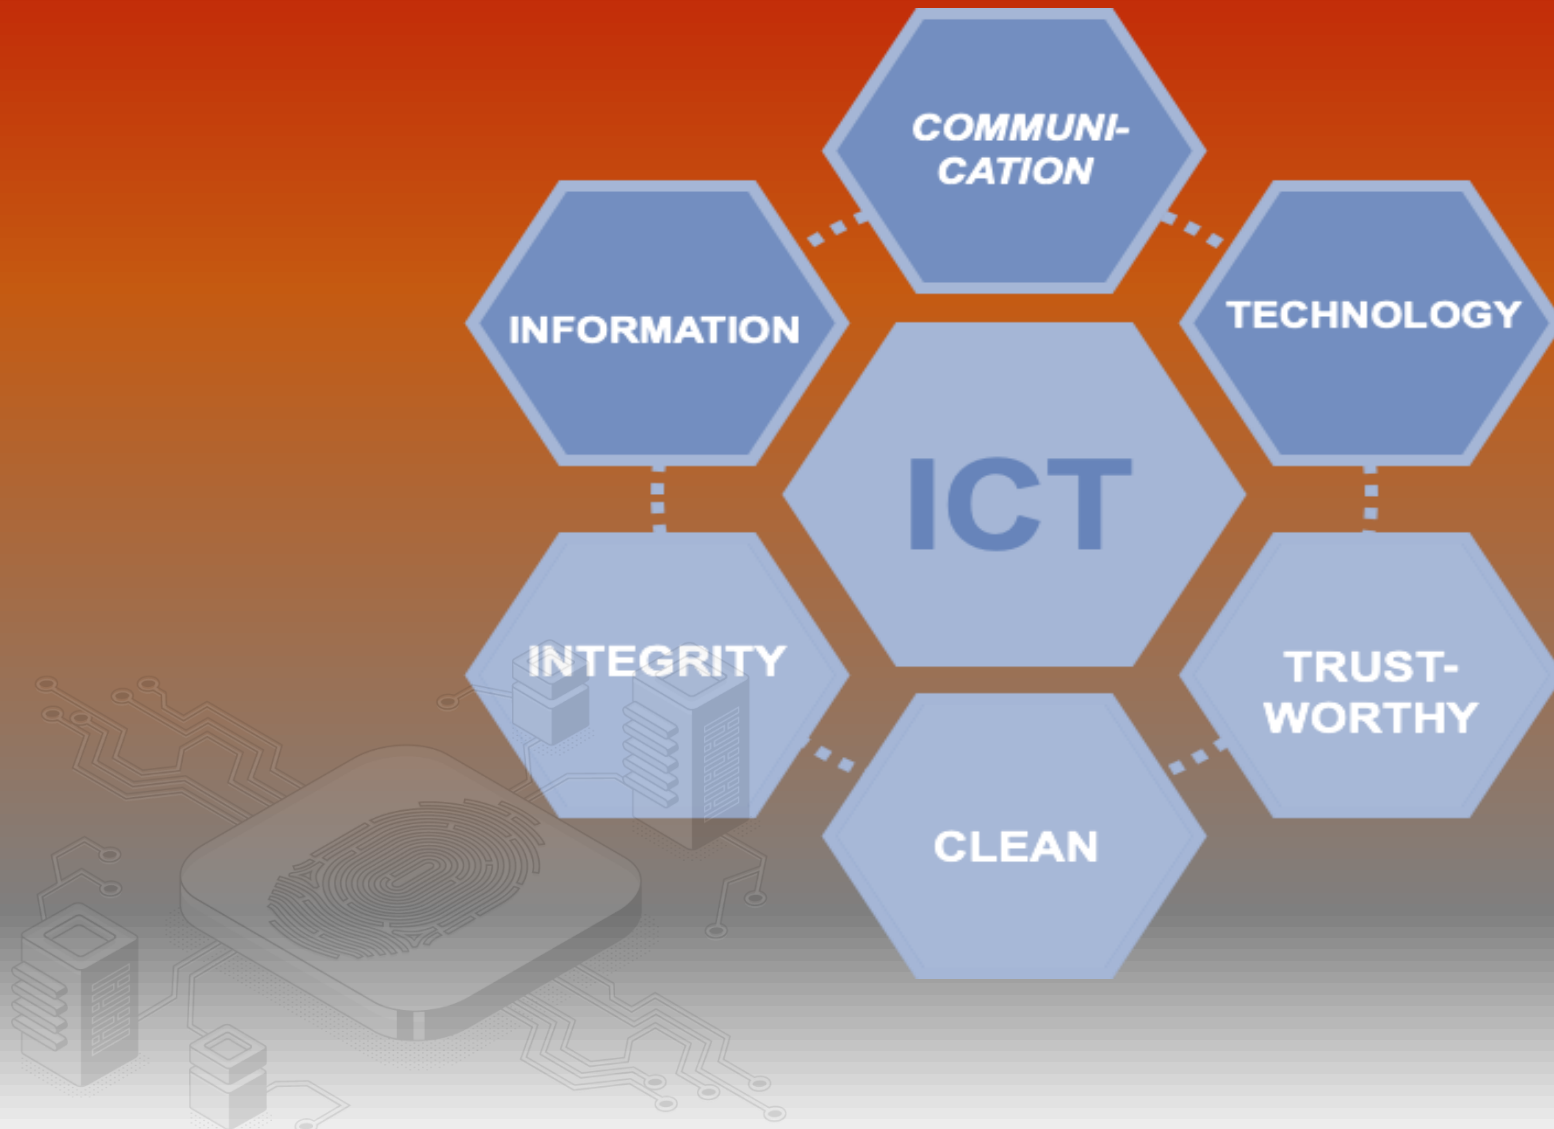 COMMUNI-
CATION
INFORMATION
TECHNOLOGY
ICT
INTEGRITY
TRUST-
WORTHY
CLEAN